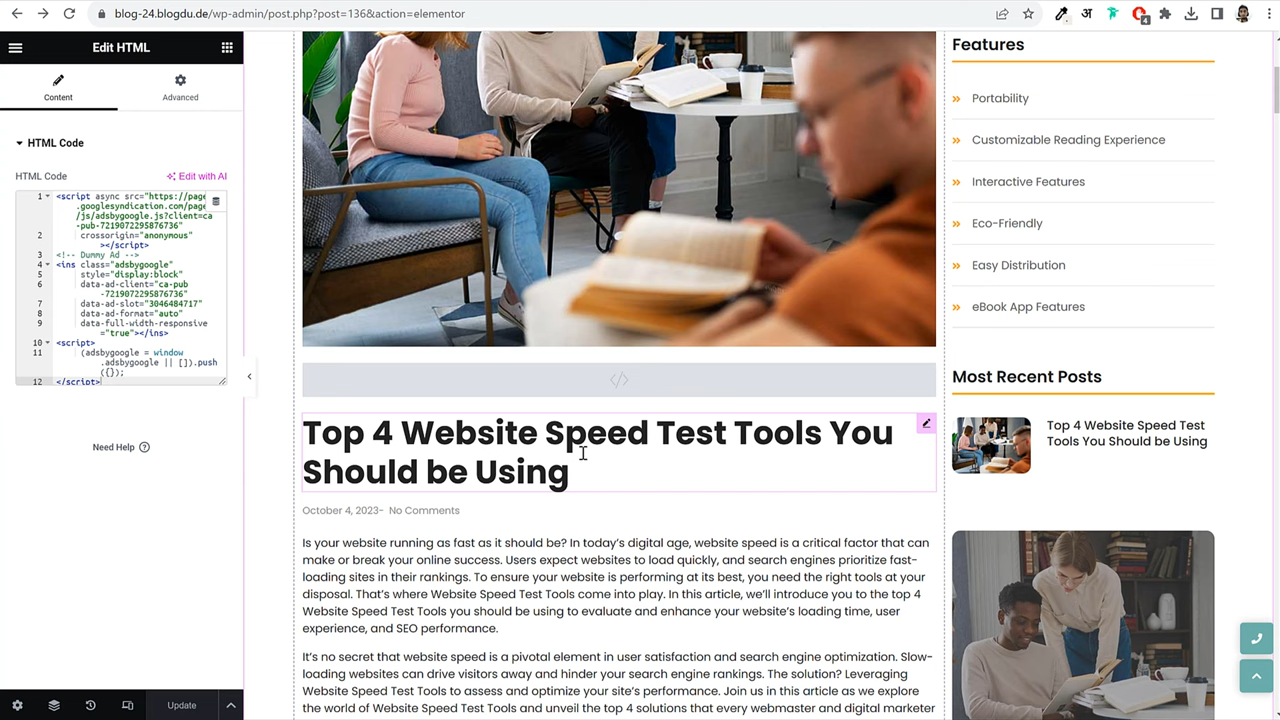 blog-24.blogdu.de/wp-admin/post.php?post=136&action=elementor
अ
4
Edit HTML
Content
Advanced
HTML Code
HTML Code
Edit with AI
1 <script async src="https://page
.googlesyndication.com/page
/js/adsbygoogle.js?client=ca
-pub-7219072295876736"
2 crossorigin="anonymous"
></script>
3 <!-- Dummy Ad -->
4 <ins class="adsbygoogle"
5 style="display:block"
6 data-ad-client="ca-pub
-7219072295876736"
7 data-ad-slot="3046484717"
8 data-ad-format="auto"
9 data-full-width-responsive
="true"></ins>
10 <script>
11 (adsbygoogle = window
.adsbygoogle || []).push
({});
12 </script>
Need Help
Update
Top 4 Website Speed Test Tools You
Should be Using
October 4, 2023- No Comments
Is your website running as fast as it should be? In today’s digital age, website speed is a critical factor that can
make or break your online success. Users expect websites to load quickly, and search engines prioritize fast-
loading sites in their rankings. To ensure your website is performing at its best, you need the right tools at your
disposal. That’s where Website Speed Test Tools come into play. In this article, we’ll introduce you to the top 4
Website Speed Test Tools you should be using to evaluate and enhance your website’s loading time, user
experience, and SEO performance.
It’s no secret that website speed is a pivotal element in user satisfaction and search engine optimization. Slow-
loading websites can drive visitors away and hinder your search engine rankings. The solution? Leveraging
Website Speed Test Tools to assess and optimize your site’s performance. Join us in this article as we explore
the world of Website Speed Test Tools and unveil the top 4 solutions that every webmaster and digital marketer
Features
Portability
Customizable Reading Experience
Interactive Features
Eco-Friendly
Easy Distribution
eBook App Features
Most Recent Posts
Top 4 Website Speed Test
Tools You Should be Using